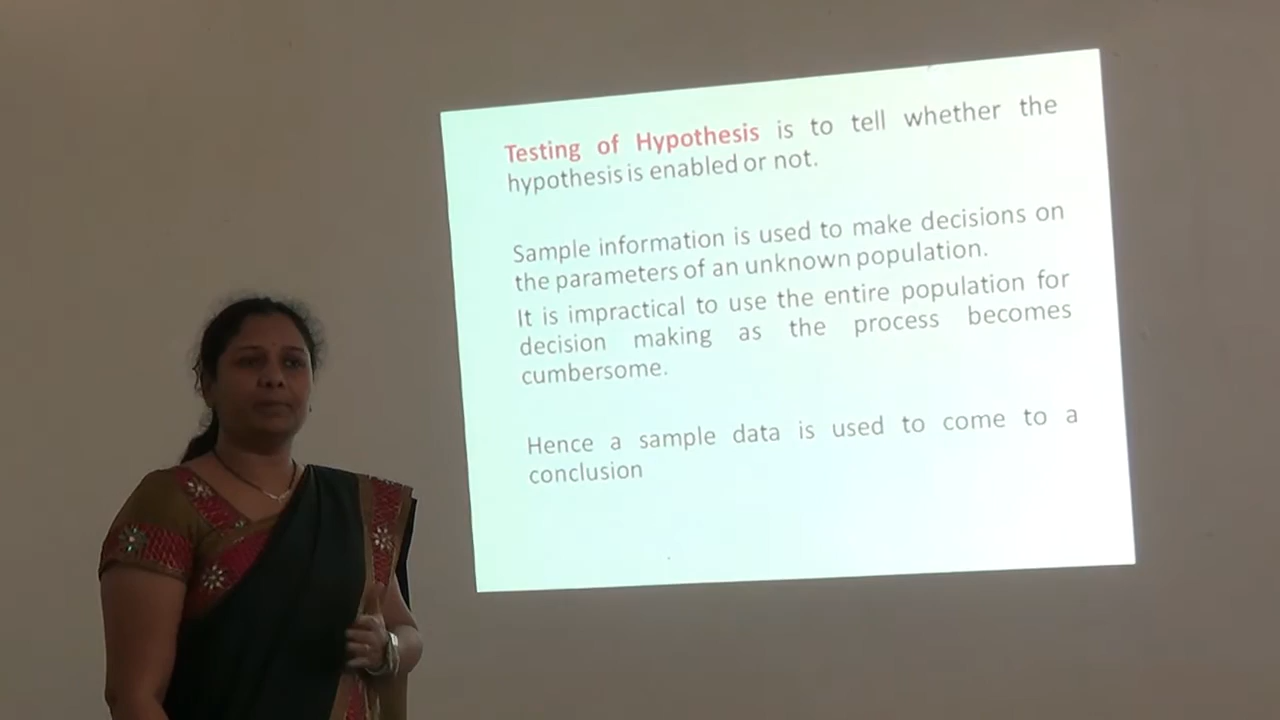 Testing of Hypothesis is to tell whether the
hypothesis is enabled or not.
Sample information is used to make decisions on
the parameters of an unknown population.
It is impractical to use the entire population for
decision making as the process becomes
cumbersome.
Hence a sample data is used to come to a
conclusion